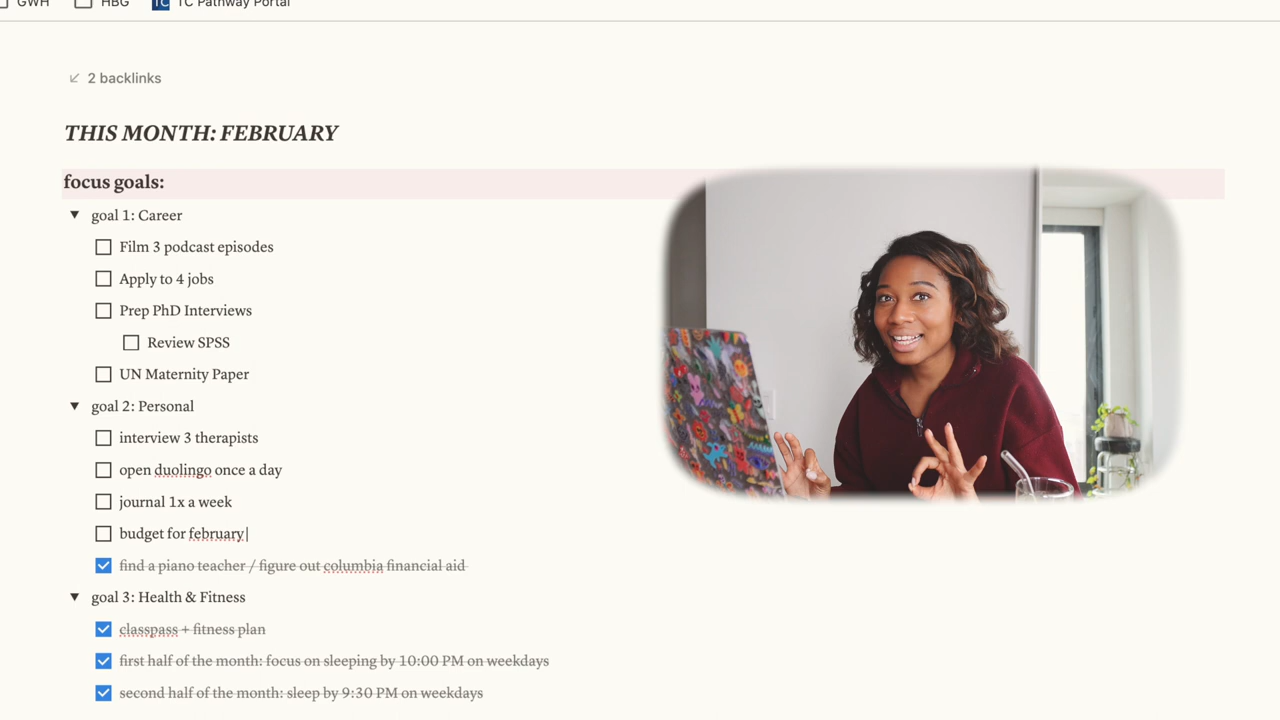 GWH HBG TC TC Pathway Portal
2 backlinks
THIS MONTH: FEBRUARY
focus goals:
goal 1: Career
Film 3 podcast episodes
Apply to 4 jobs
Prep PhD Interviews
Review SPSS
UN Maternity Paper
goal 2: Personal
interview 3 therapists
open duolingo once a day
journal 1x a week
budget for february
find a piano teacher / figure out columbia financial aid
goal 3: Health & Fitness
classpass + fitness plan
first half of the month: focus on sleeping by 10:00 PM on weekdays
second half of the month: sleep by 9:30 PM on weekdays